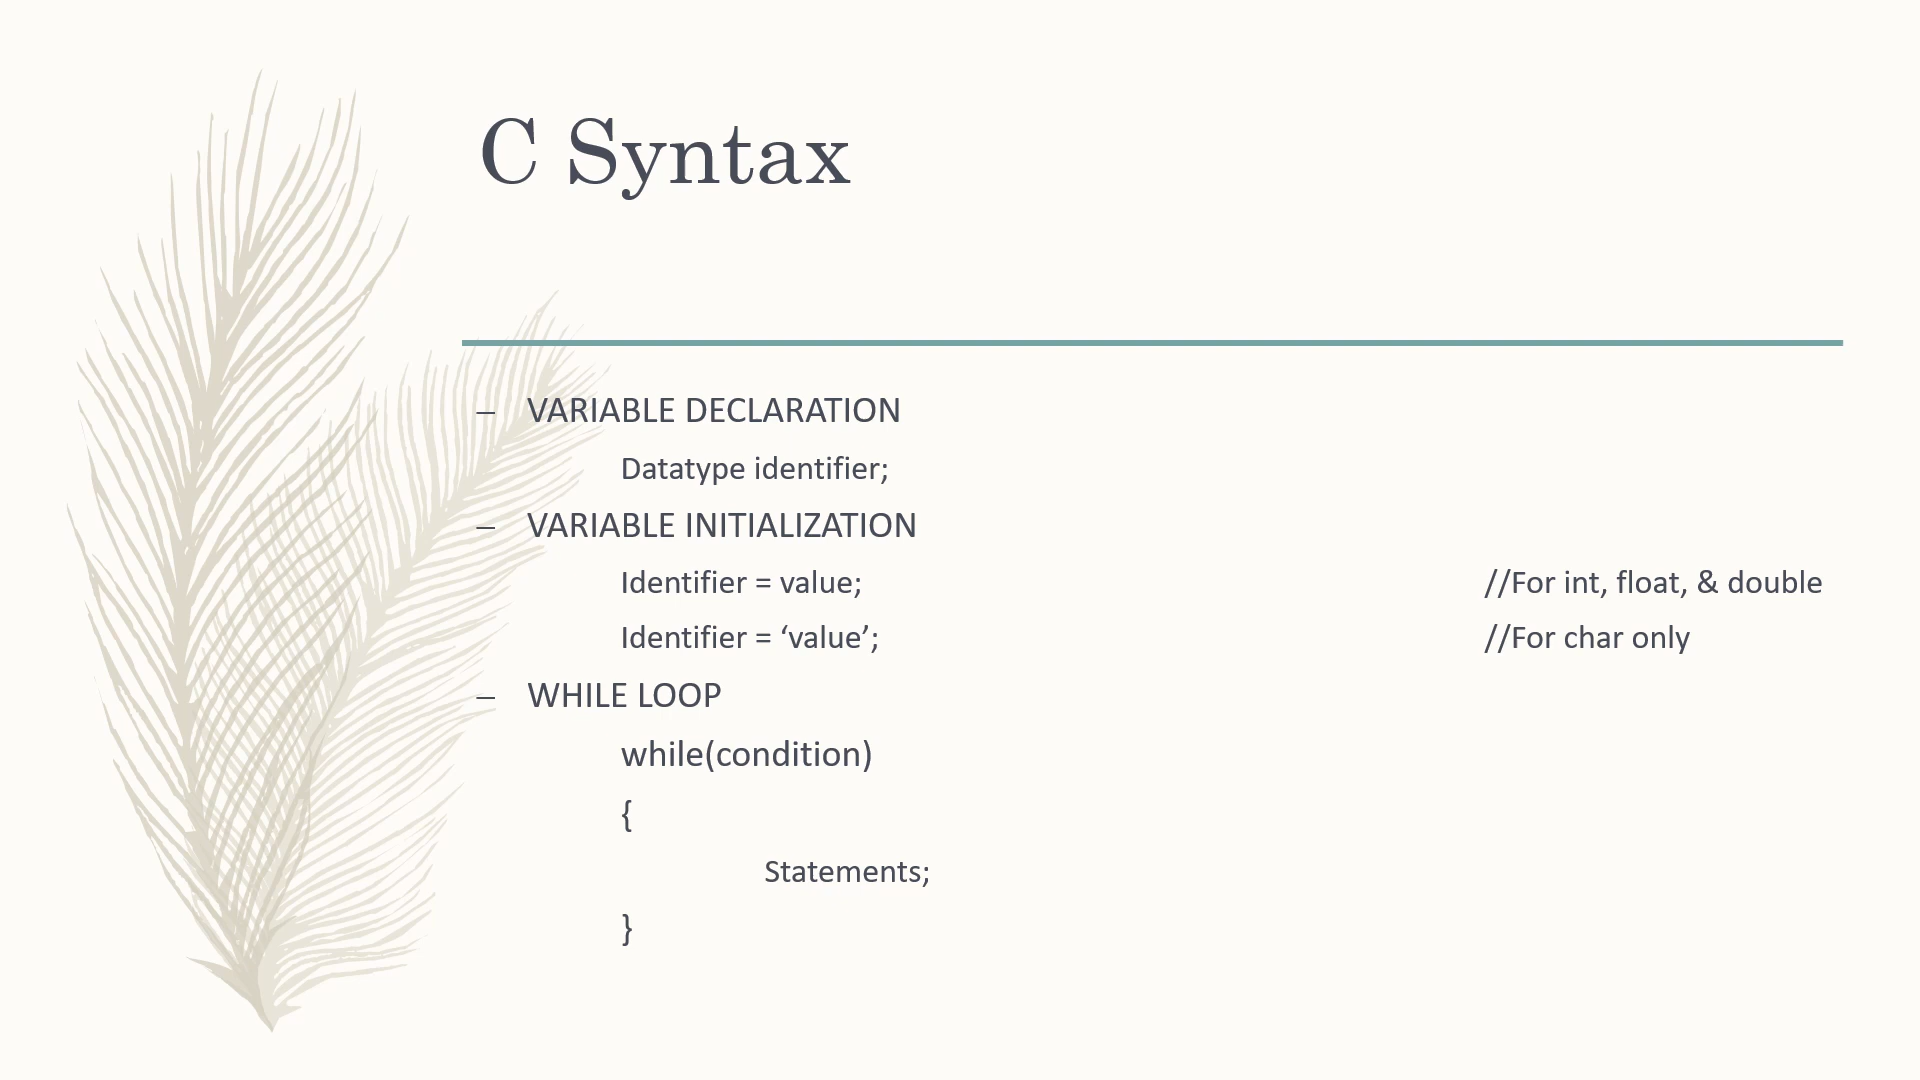 C Syntax
– VARIABLE DECLARATION
Datatype identifier;
– VARIABLE INITIALIZATION
Identifier = value; //For int, float, & double
Identifier = ‘value’; //For char only
– WHILE LOOP
while(condition)
{
Statements;
}